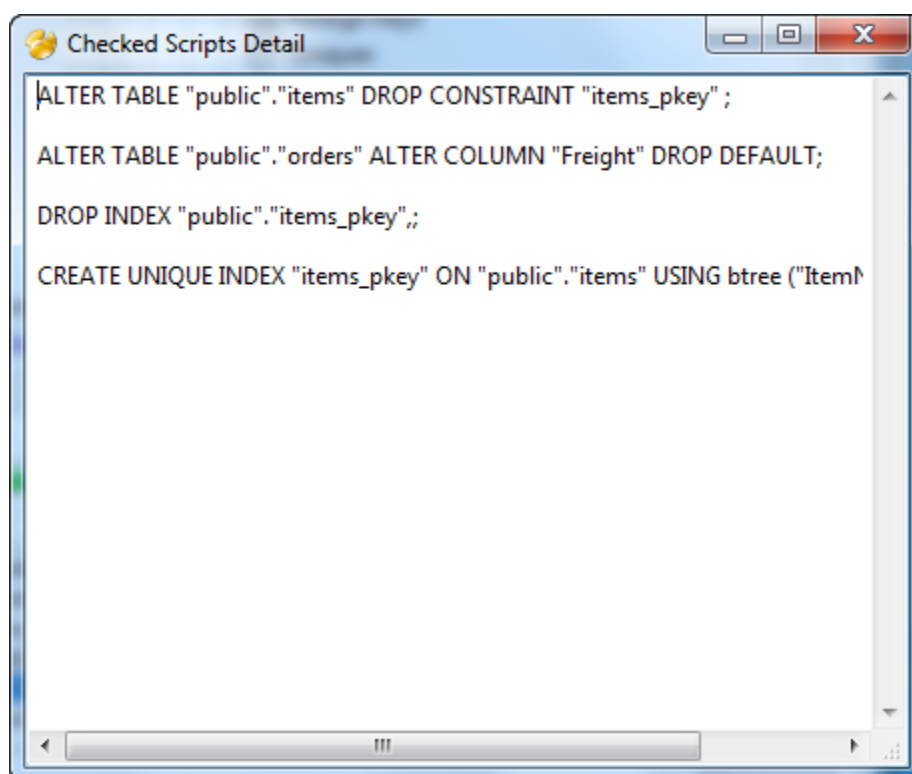 Checked Scripts Detail
ALTER TABLE "public"."items" DROP CONSTRAINT "items_pkey" ;
ALTER TABLE "public"."orders" ALTER COLUMN "Freight" DROP DEFAULT;
DROP INDEX "public"."items_pkey",;
CREATE UNIQUE INDEX "items_pkey" ON "public"."items" USING btree